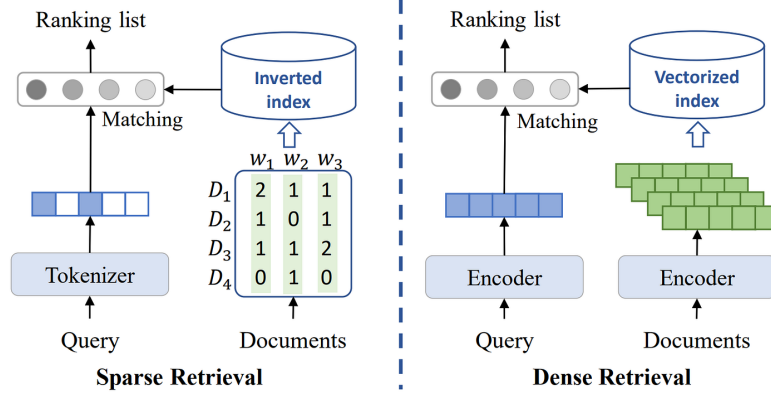 Ranking list
Inverted
index
Matching
w₁ w₂ w₃
D₁ 2 1 1
D₂ 1 0 1
D₃ 1 1 2
D₄ 0 1 0
Tokenizer
Query
Documents
Sparse Retrieval
Ranking list
Vectorized
index
Matching
Encoder
Encoder
Query
Documents
Dense Retrieval